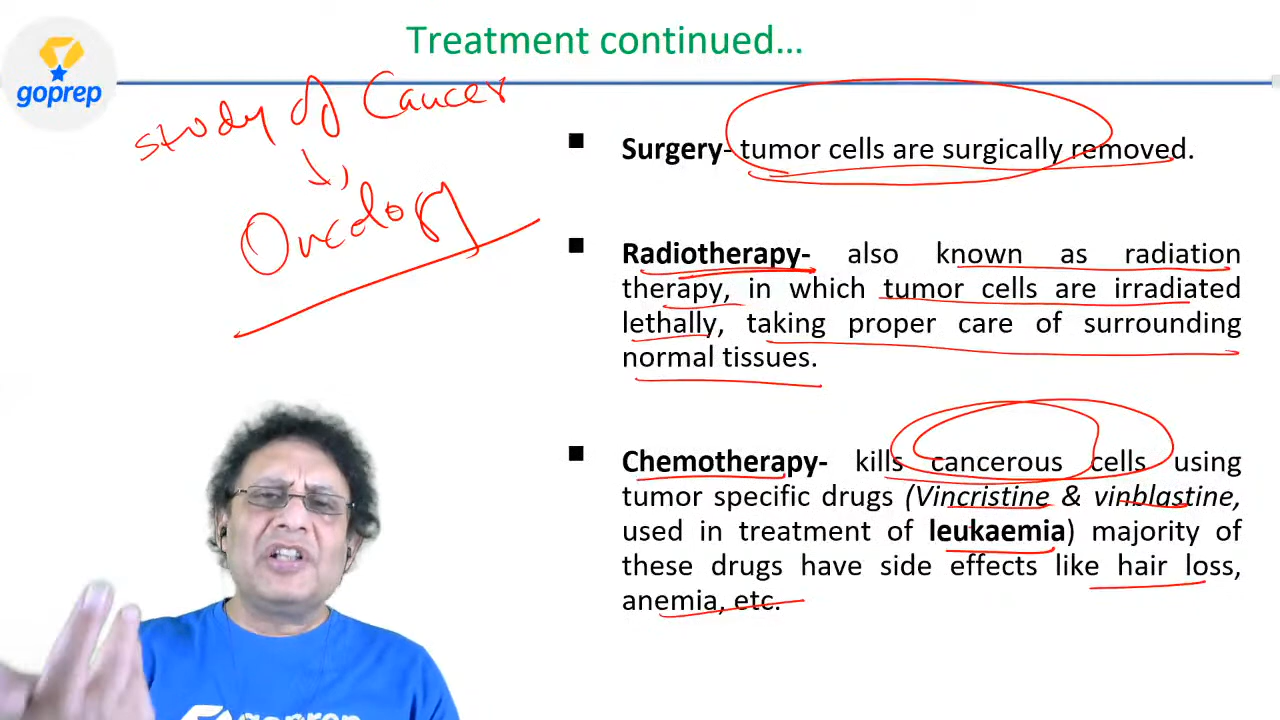 Treatment continued...
goprep
study of Cancer
Oncology
▪ Surgery- tumor cells are surgically removed.
▪ Radiotherapy- also known as radiation
therapy, in which tumor cells are irradiated
lethally, taking proper care of surrounding
normal tissues.
▪ Chemotherapy- kills cancerous cells using
tumor specific drugs (Vincristine & vinblastine,
used in treatment of leukaemia) majority of
these drugs have side effects like hair loss,
anemia, etc.
goprep